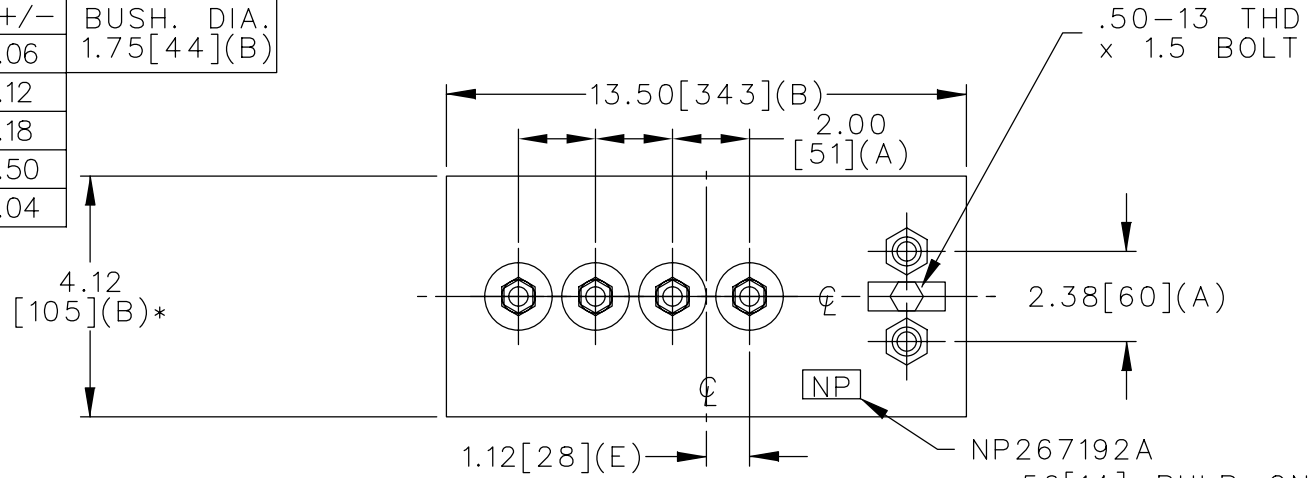 +/-
.06
.12
.18
.50
.04
BUSH. DIA.
1.75[44](B)
.50-13 THD
x 1.5 BOLT
13.50[343](B)
2.00
[51](A)
4.12
[105](B)*
℄
2.38[60](A)
℄
NP
1.12[28](E)
NP267192A